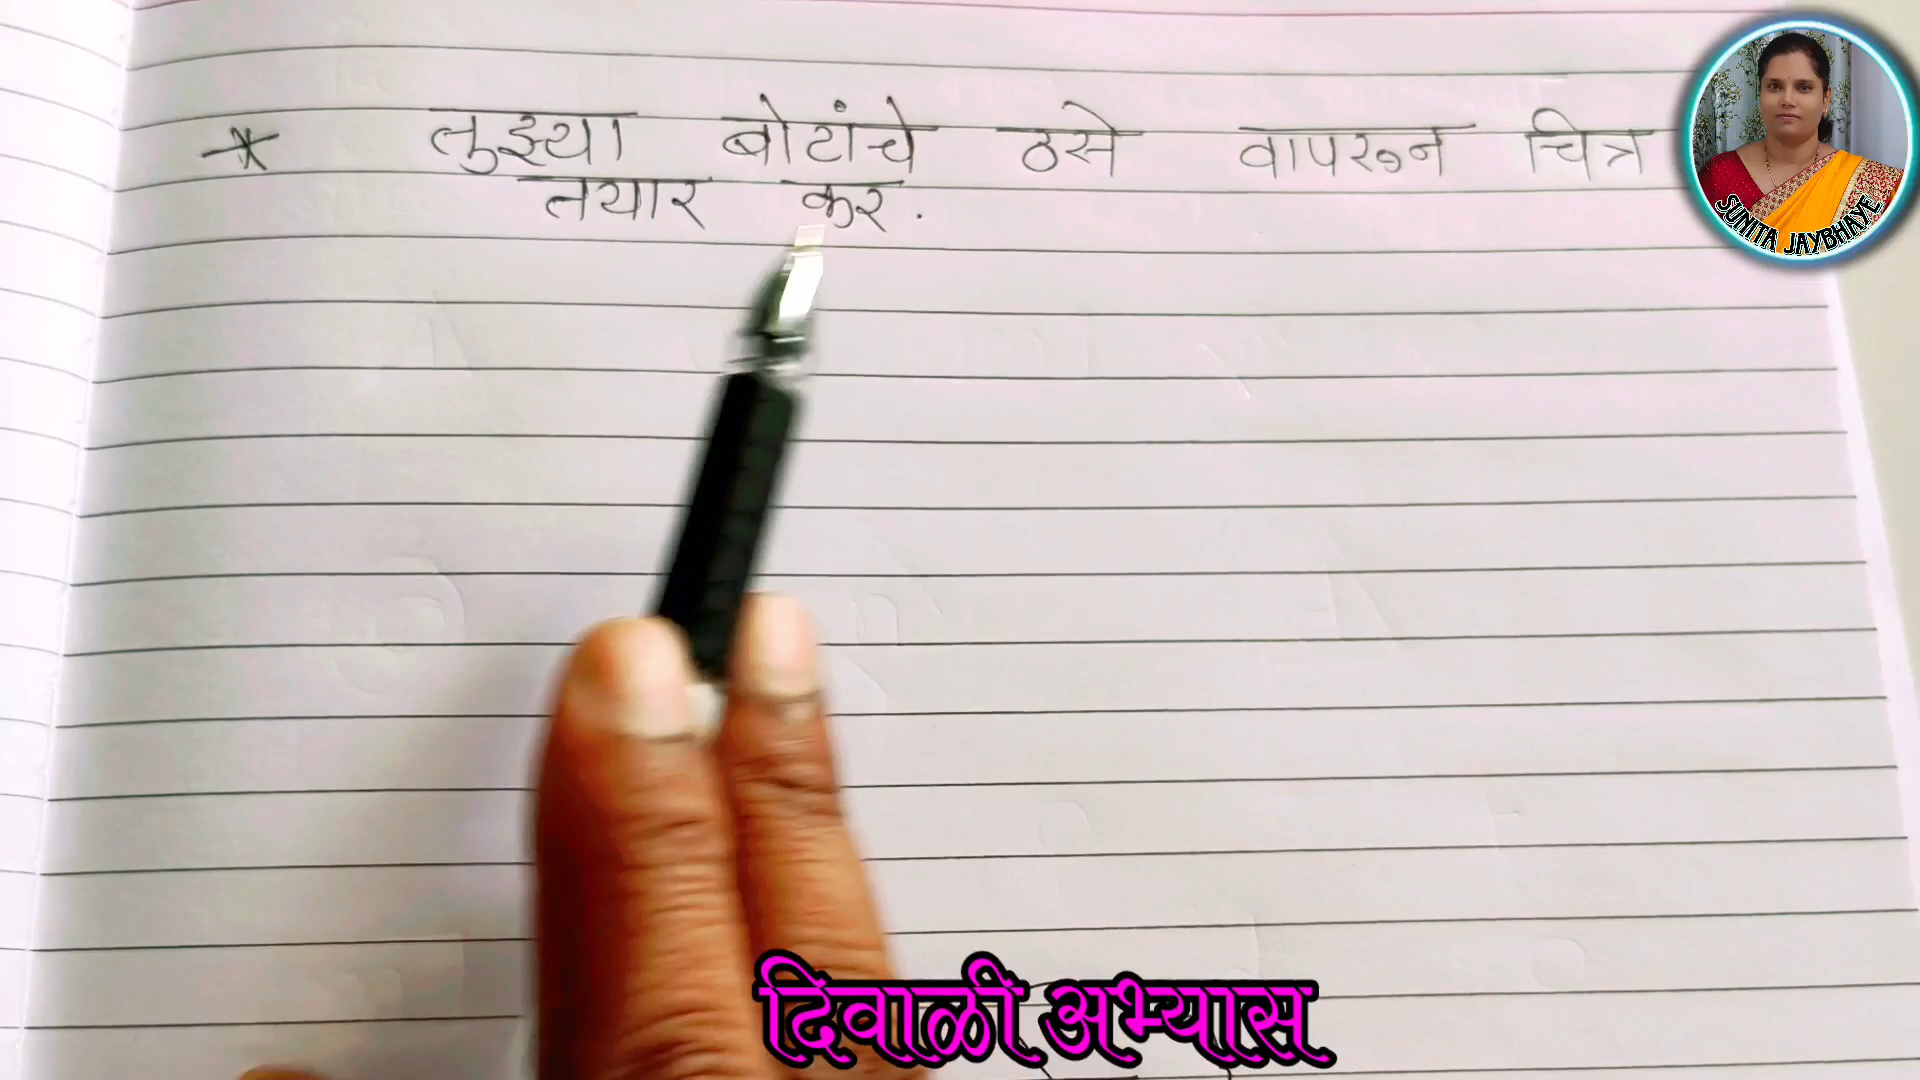 * तुझ्या बोटांचे ठसे वापरून चित्र
तयार कर.
SUNITA JAYBHAYE
दिवाळी अभ्यास